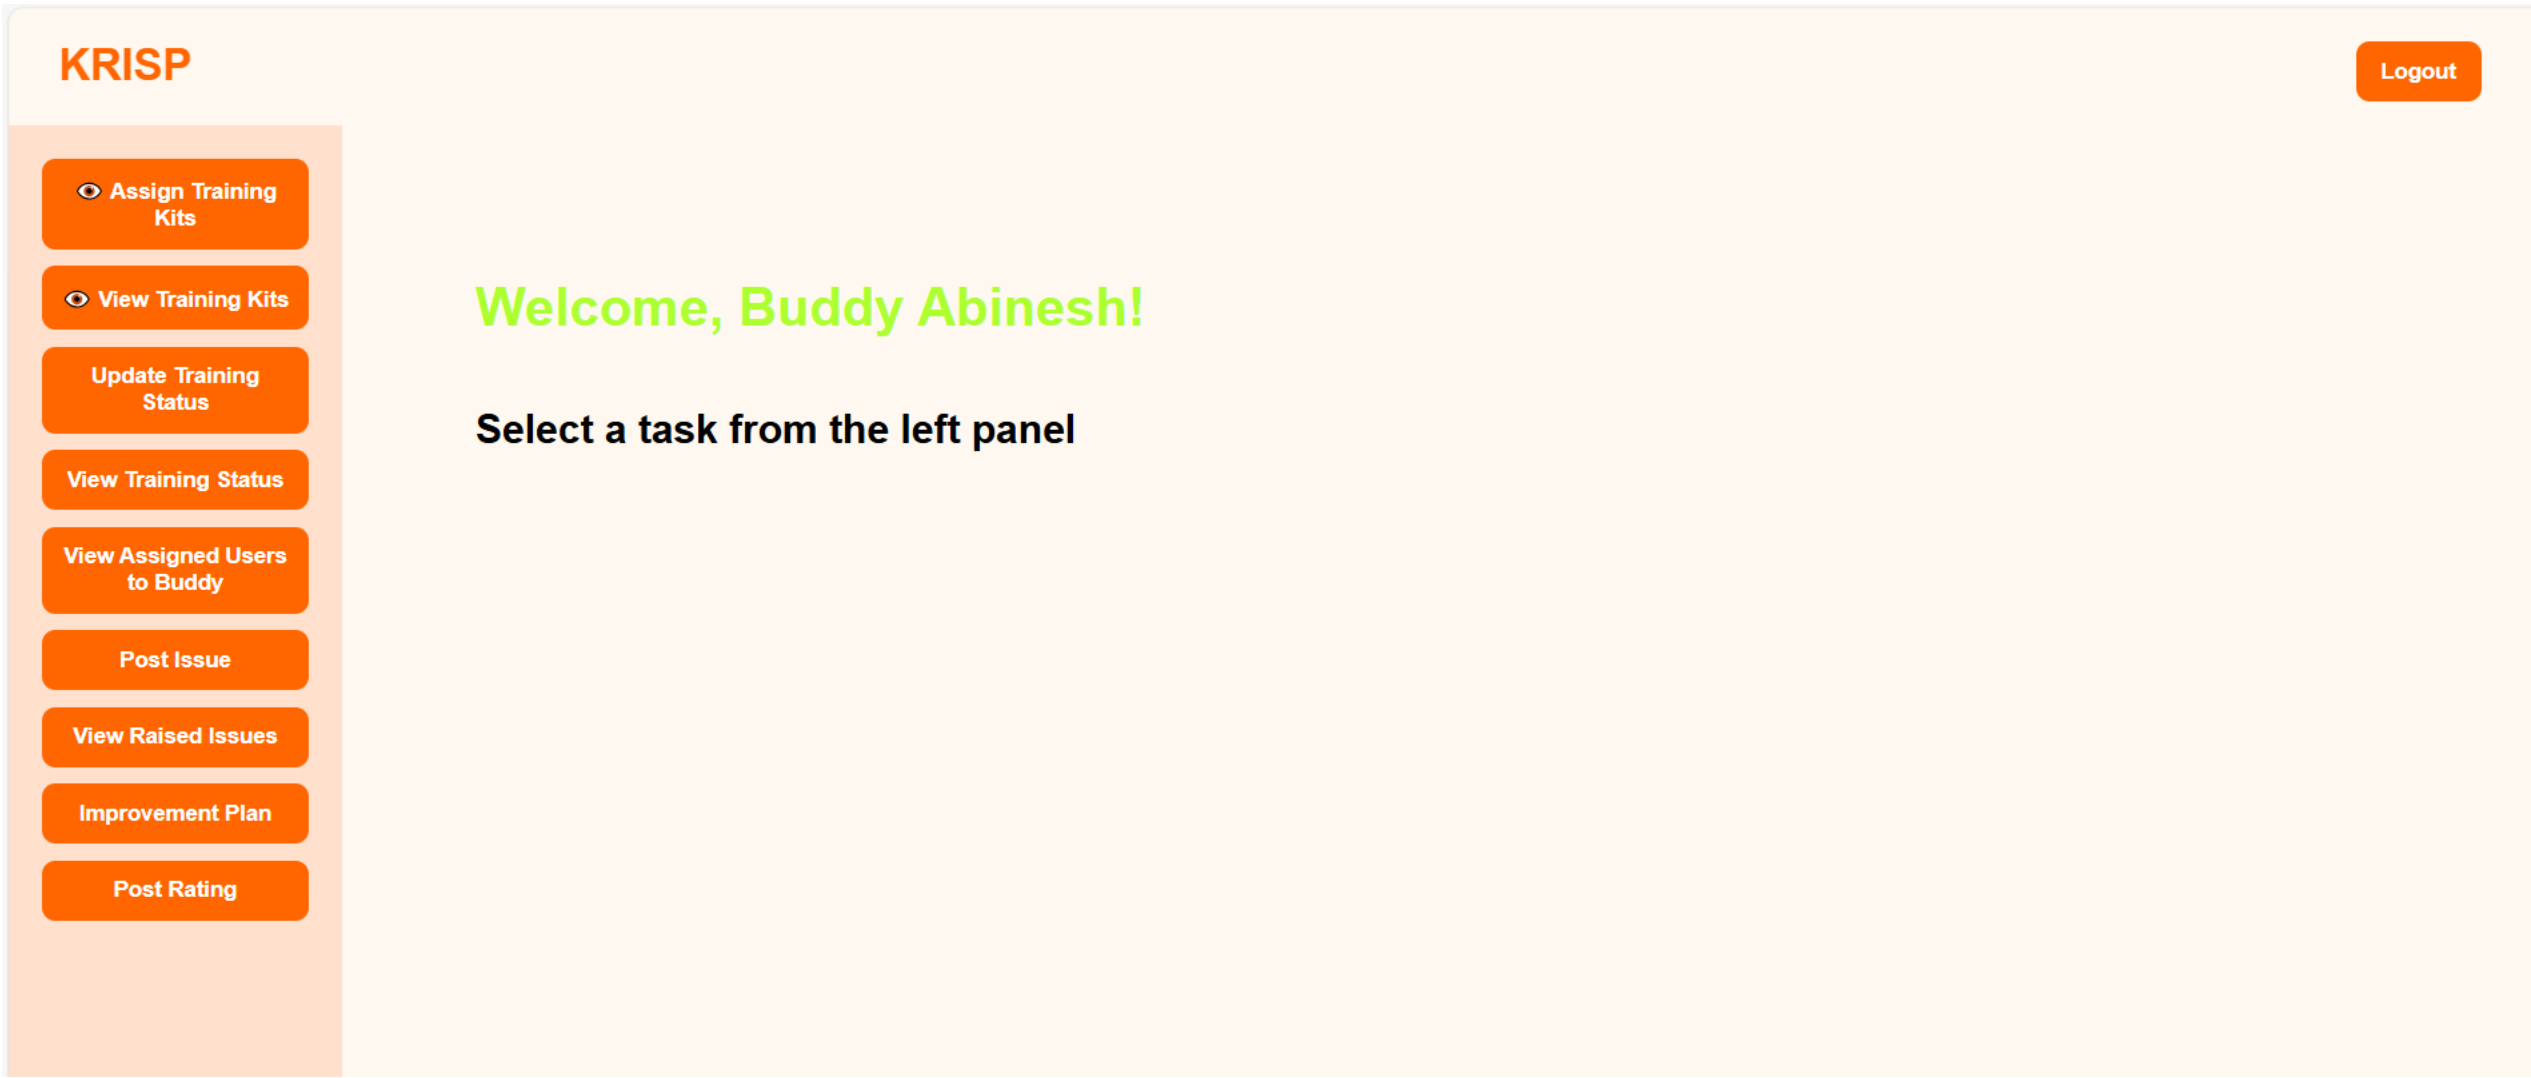 KRISP
Logout
👁 Assign Training
Kits
👁 View Training Kits
Update Training
Status
View Training Status
View Assigned Users
to Buddy
Post Issue
View Raised Issues
Improvement Plan
Post Rating
Welcome, Buddy Abinesh!
Select a task from the left panel